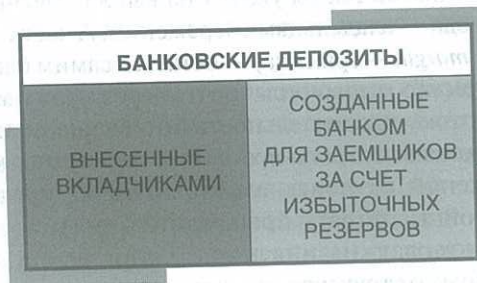 БАНКОВСКИЕ ДЕПОЗИТЫ
ВНЕСЕННЫЕ
ВКЛАДЧИКАМИ
СОЗДАННЫЕ
БАНКОМ
ДЛЯ ЗАЕМЩИКОВ
ЗА СЧЕТ
ИЗБЫТОЧНЫХ
РЕЗЕРВОВ